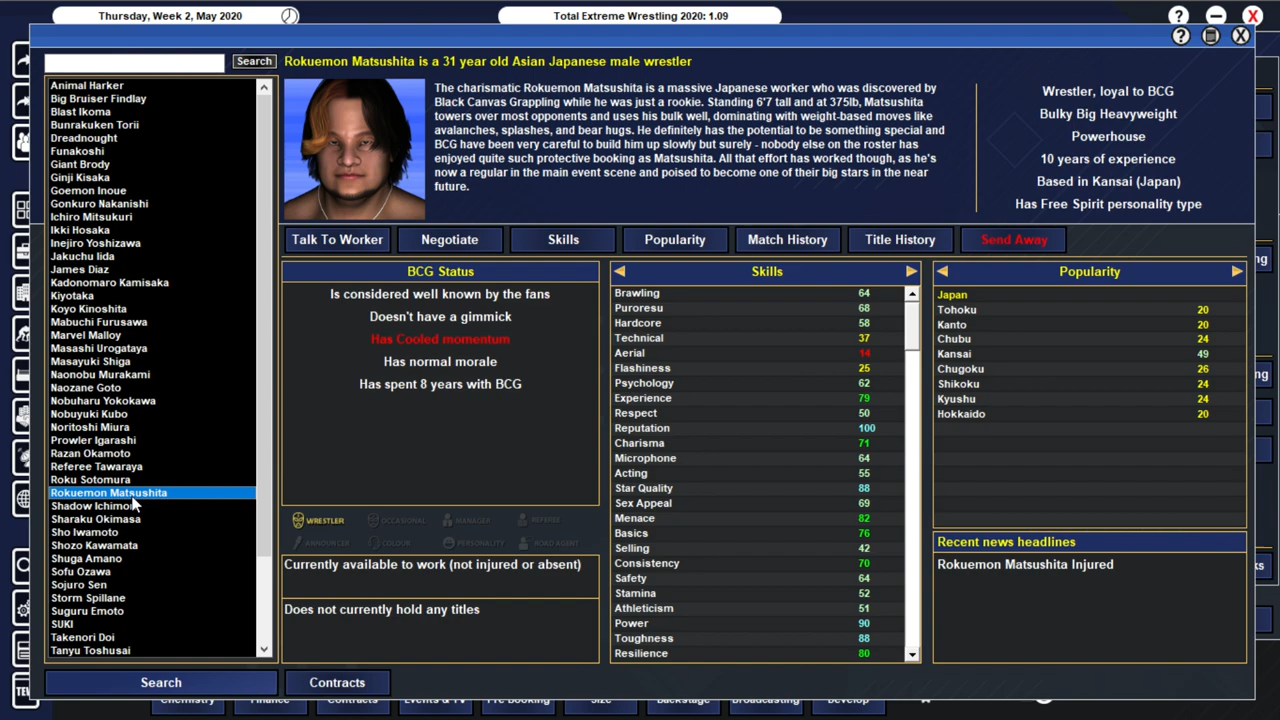 Thursday, Week 2, May 2020
Total Extreme Wrestling 2020: 1.09
Search
Rokuemon Matsushita is a 31 year old Asian Japanese male wrestler
Animal Harker
Big Bruiser Findlay
Blast Ikoma
Bunrakuken Torii
Dreadnought
Funakoshi
Giant Brody
Ginji Kisaka
Goemon Inoue
Gonkuro Nakanishi
Ichiro Mitsukuri
Ikki Hosaka
Inejiro Yoshizawa
Jakuchu Iida
James Diaz
Kadonomaro Kamisaka
Kiyotaka
Koyo Kinoshita
Mabuchi Furusawa
Marvel Malloy
Masashi Urogataya
Masayuki Shiga
Naonobu Murakami
Naozane Goto
Nobuharu Yokokawa
Nobuyuki Kubo
Noritoshi Miura
Prowler Igarashi
Razan Okamoto
Referee Tawaraya
Roku Sotomura
Rokuemon Matsushita
Shadow Ichimori
Sharaku Okimasa
Sho Iwamoto
Shozo Kawamata
Shuga Amano
Sofu Ozawa
Sojuro Sen
Storm Spillane
Suguru Emoto
SUKI
Takenori Doi
Tanyu Toshusai
The charismatic Rokuemon Matsushita is a massive Japanese worker who was discovered by
Black Canvas Grappling while he was just a rookie. Standing 6'7 tall and at 375lb, Matsushita
towers over most opponents and uses his bulk well, dominating with weight-based moves like
avalanches, splashes, and bear hugs. He definitely has the potential to be something special and
BCG have been very careful to build him up slowly but surely - nobody else on the roster has
enjoyed quite such protective booking as Matsushita. All that effort has worked though, as he's
now a regular in the main event scene and poised to become one of their big stars in the near
future.
Wrestler, loyal to BCG
Bulky Big Heavyweight
Powerhouse
10 years of experience
Based in Kansai (Japan)
Has Free Spirit personality type
Talk To Worker
Negotiate
Skills
Popularity
Match History
Title History
Send Away
BCG Status
Is considered well known by the fans
Doesn't have a gimmick
Has Cooled momentum
Has normal morale
Has spent 8 years with BCG
WRESTLER
OCCASIONAL
MANAGER
REFEREE
ANNOUNCER
COLOUR
PERSONALITY
ROAD AGENT
Currently available to work (not injured or absent)
Does not currently hold any titles
Skills
Brawling 64
Puroresu 68
Hardcore 58
Technical 37
Aerial 14
Flashiness 25
Psychology 62
Experience 79
Respect 50
Reputation 100
Charisma 71
Microphone 64
Acting 55
Star Quality 88
Sex Appeal 69
Menace 82
Basics 76
Selling 42
Consistency 70
Safety 64
Stamina 52
Athleticism 51
Power 90
Toughness 88
Resilience 80
Popularity
Japan
Tohoku 20
Kanto 20
Chubu 24
Kansai 49
Chugoku 26
Shikoku 24
Kyushu 24
Hokkaido 20
Recent news headlines
Rokuemon Matsushita Injured
Search
Contracts